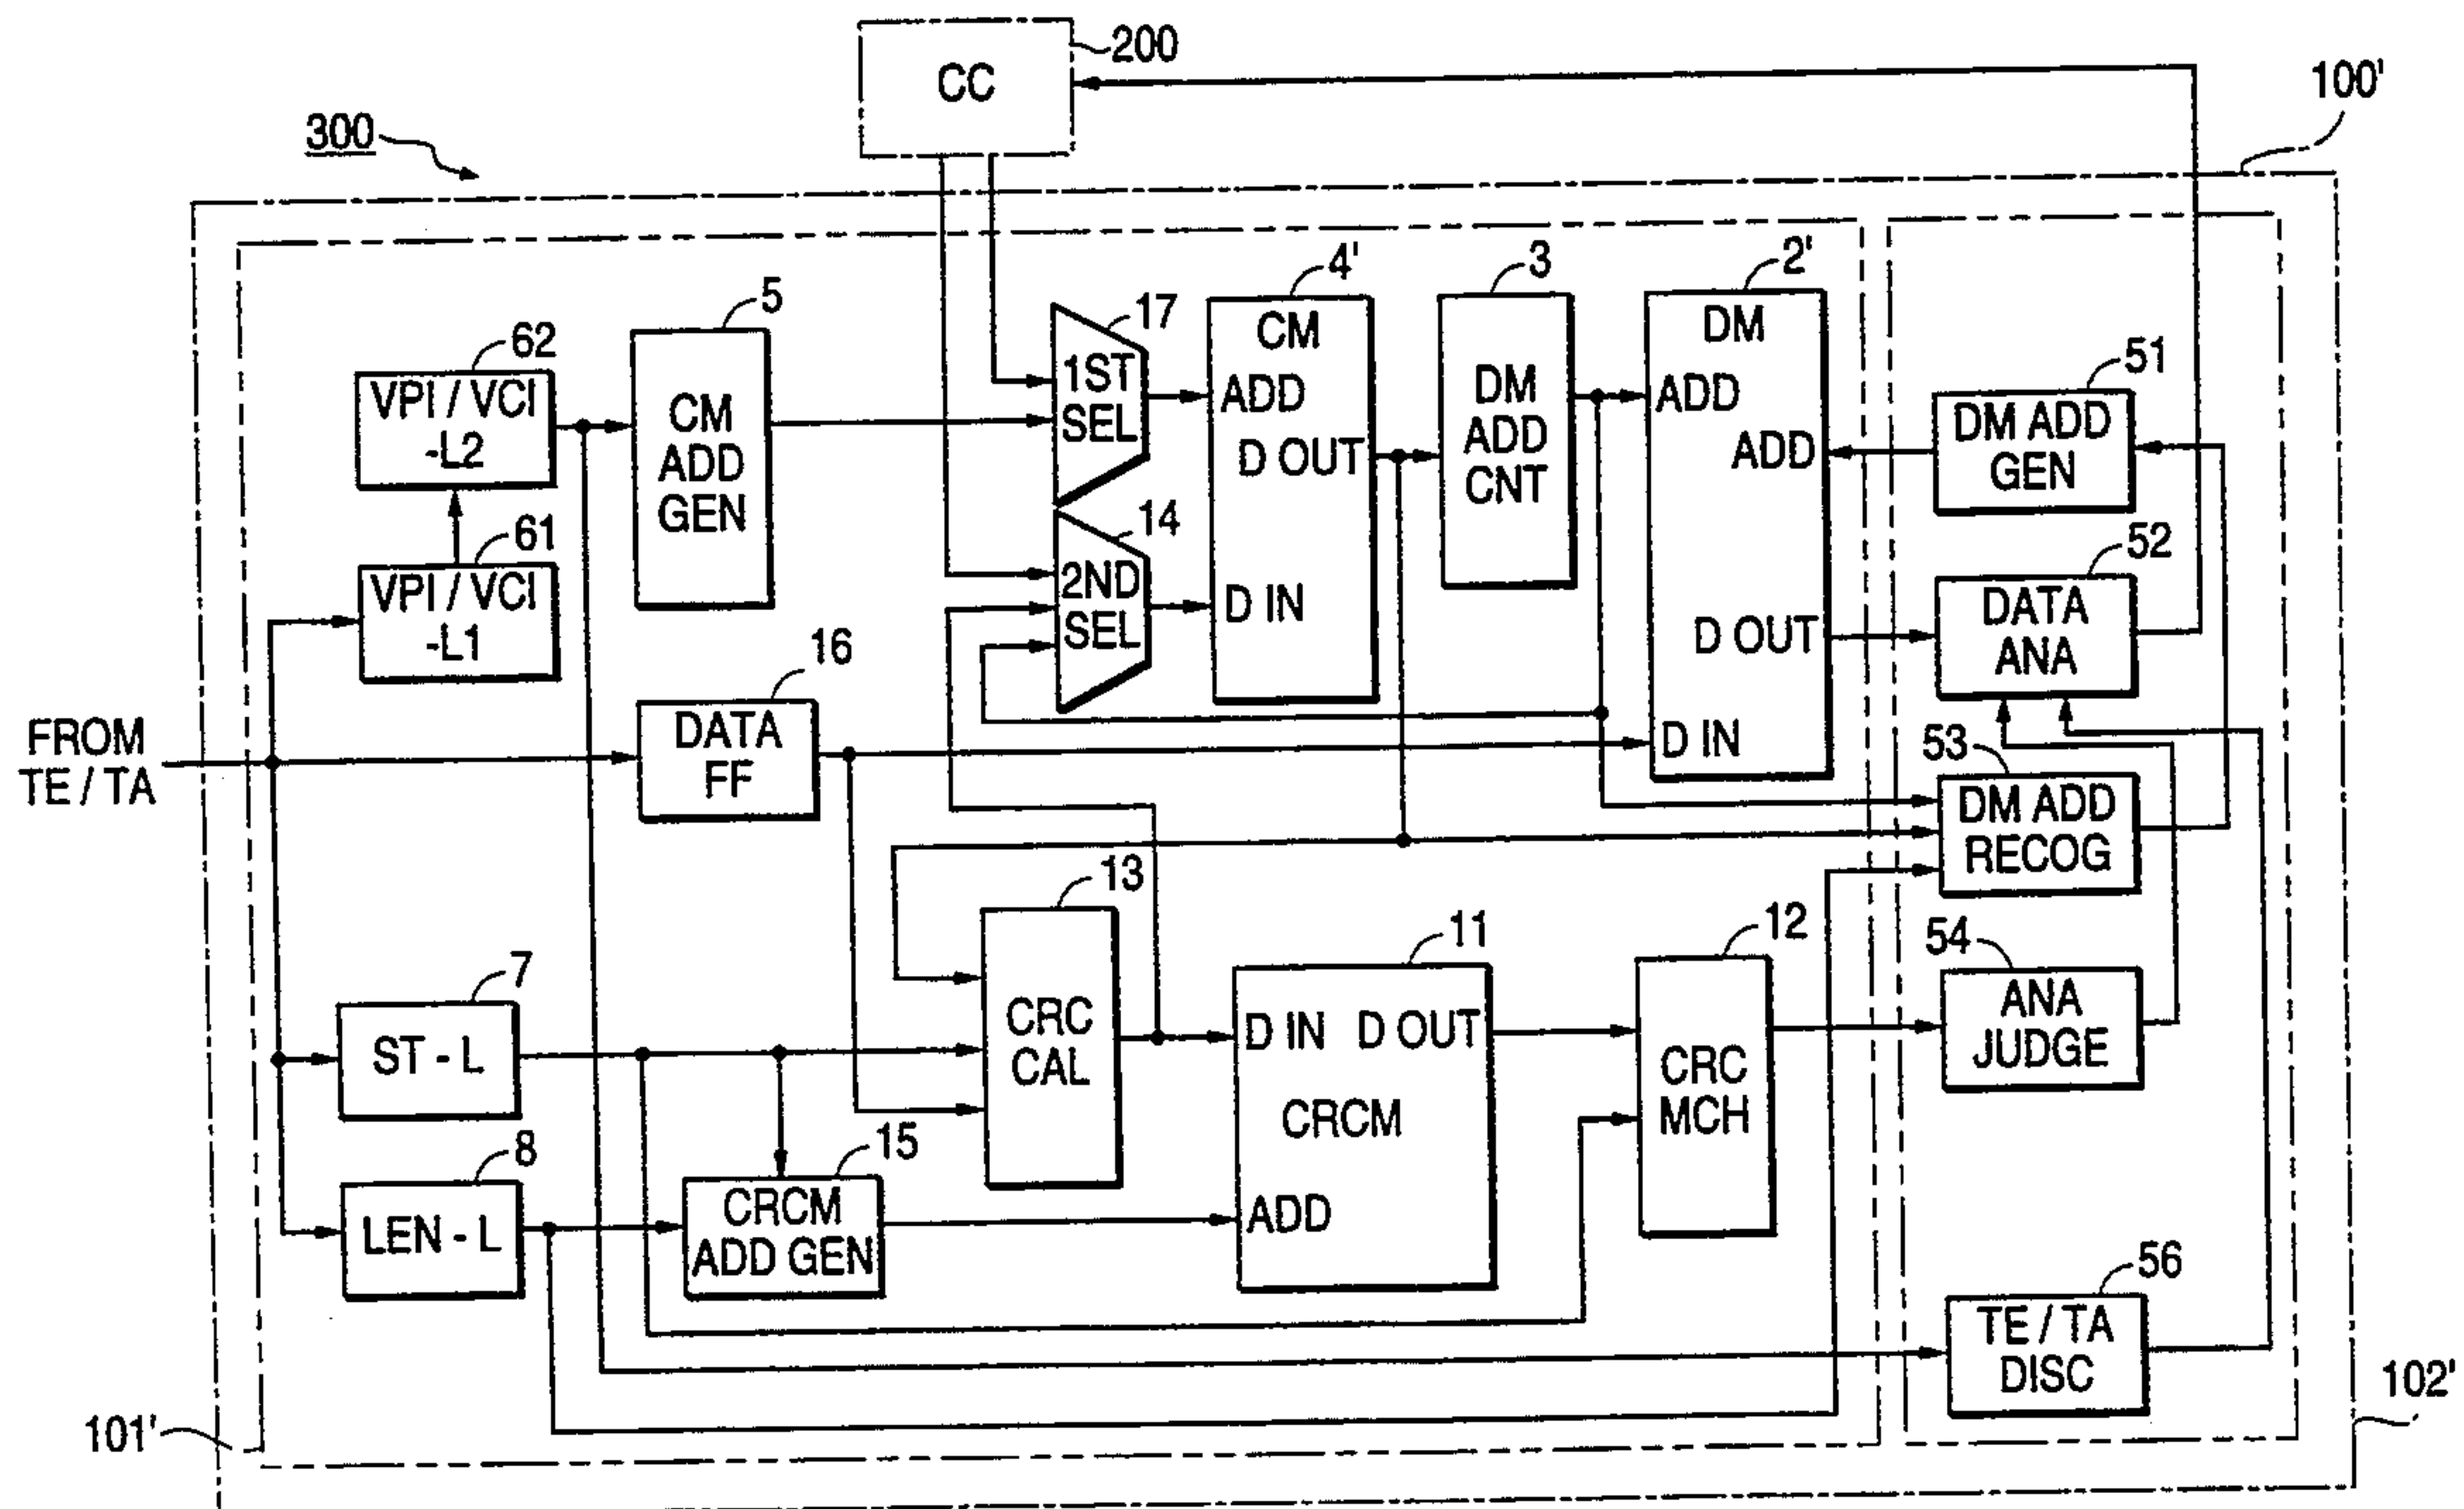 200
CC
100'
300
4'
3
2'
5
17
62
51
VPI / VCI
-L2
CM
ADD
GEN
1ST
SEL
CM
ADD
D OUT
D IN
DM
ADD
CNT
DM
ADD
ADD
D OUT
D IN
DM ADD
GEN
61
14
52
VPI / VCI
-L1
2ND
SEL
DATA
ANA
16
FROM
TE / TA
DATA
FF
53
DM ADD
RECOG
13
11
12
54
7
ST - L
CRC
CAL
D IN D OUT
CRCM
ADD
CRC
MCH
ANA
JUDGE
8
15
LEN - L
CRCM
ADD GEN
56
TE / TA
DISC
101'
102'